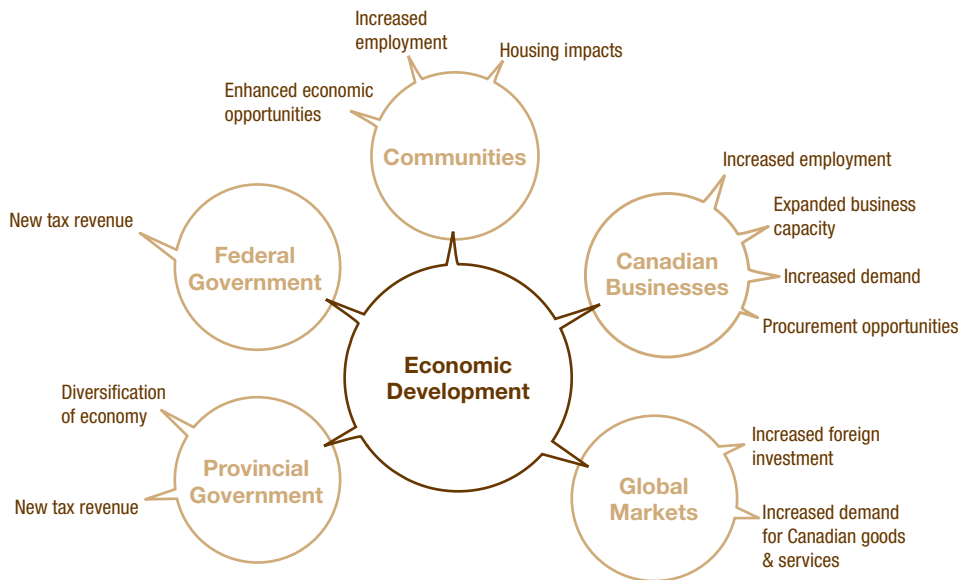 Increased
employment
Housing impacts
Enhanced economic
opportunities
Communities
Increased employment
Expanded business
capacity
Canadian
Businesses
Increased demand
Procurement opportunities
New tax revenue
Federal
Government
Economic
Development
Diversification
of economy
Provincial
Government
New tax revenue
Increased foreign
investment
Global
Markets
Increased demand
for Canadian goods
& services